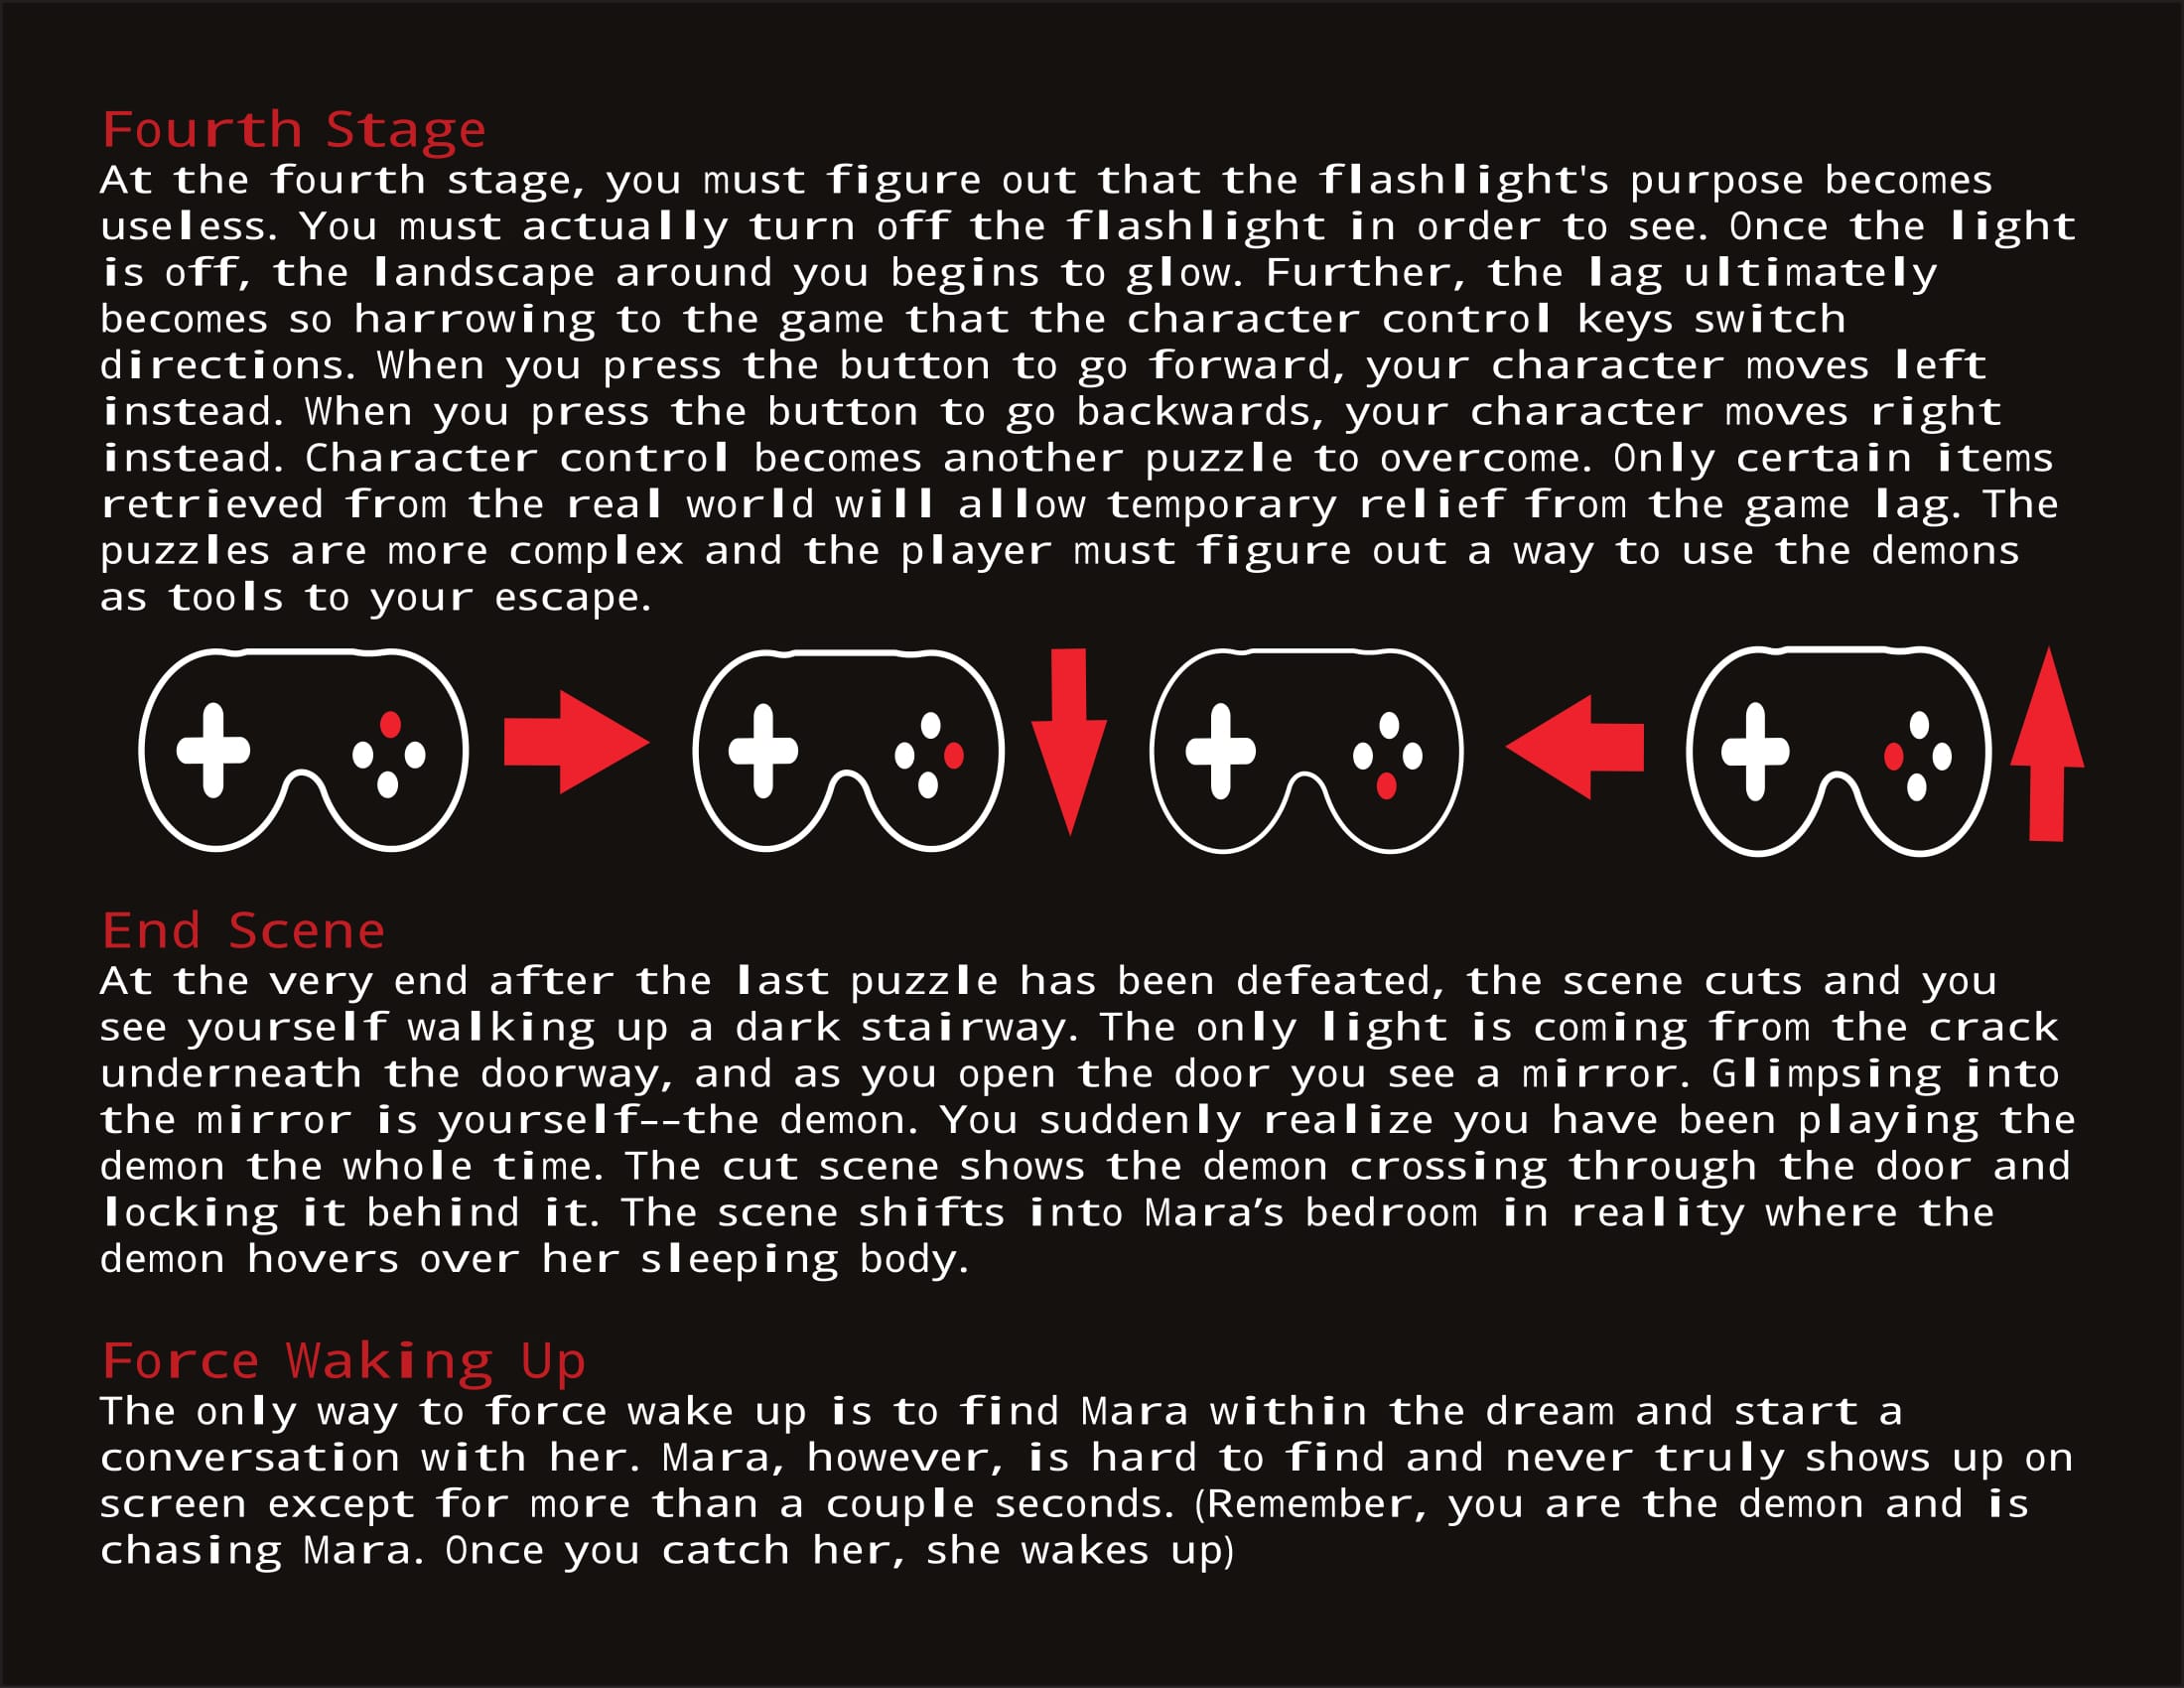 Fourth Stage
At the fourth stage, you must figure out that the flashlight's purpose becomes
useless. You must actually turn off the flashlight in order to see. Once the light
is off, the landscape around you begins to glow. Further, the lag ultimately
becomes so harrowing to the game that the character control keys switch
directions. When you press the button to go forward, your character moves left
instead. When you press the button to go backwards, your character moves right
instead. Character control becomes another puzzle to overcome. Only certain items
retrieved from the real world will allow temporary relief from the game lag. The
puzzles are more complex and the player must figure out a way to use the demons
as tools to your escape.
End Scene
At the very end after the last puzzle has been defeated, the scene cuts and you
see yourself walking up a dark stairway. The only light is coming from the crack
underneath the doorway, and as you open the door you see a mirror. Glimpsing into
the mirror is yourself--the demon. You suddenly realize you have been playing the
demon the whole time. The cut scene shows the demon crossing through the door and
locking it behind it. The scene shifts into Mara’s bedroom in reality where the
demon hovers over her sleeping body.
Force Waking Up
The only way to force wake up is to find Mara within the dream and start a
conversation with her. Mara, however, is hard to find and never truly shows up on
screen except for more than a couple seconds. (Remember, you are the demon and is
chasing Mara. Once you catch her, she wakes up)